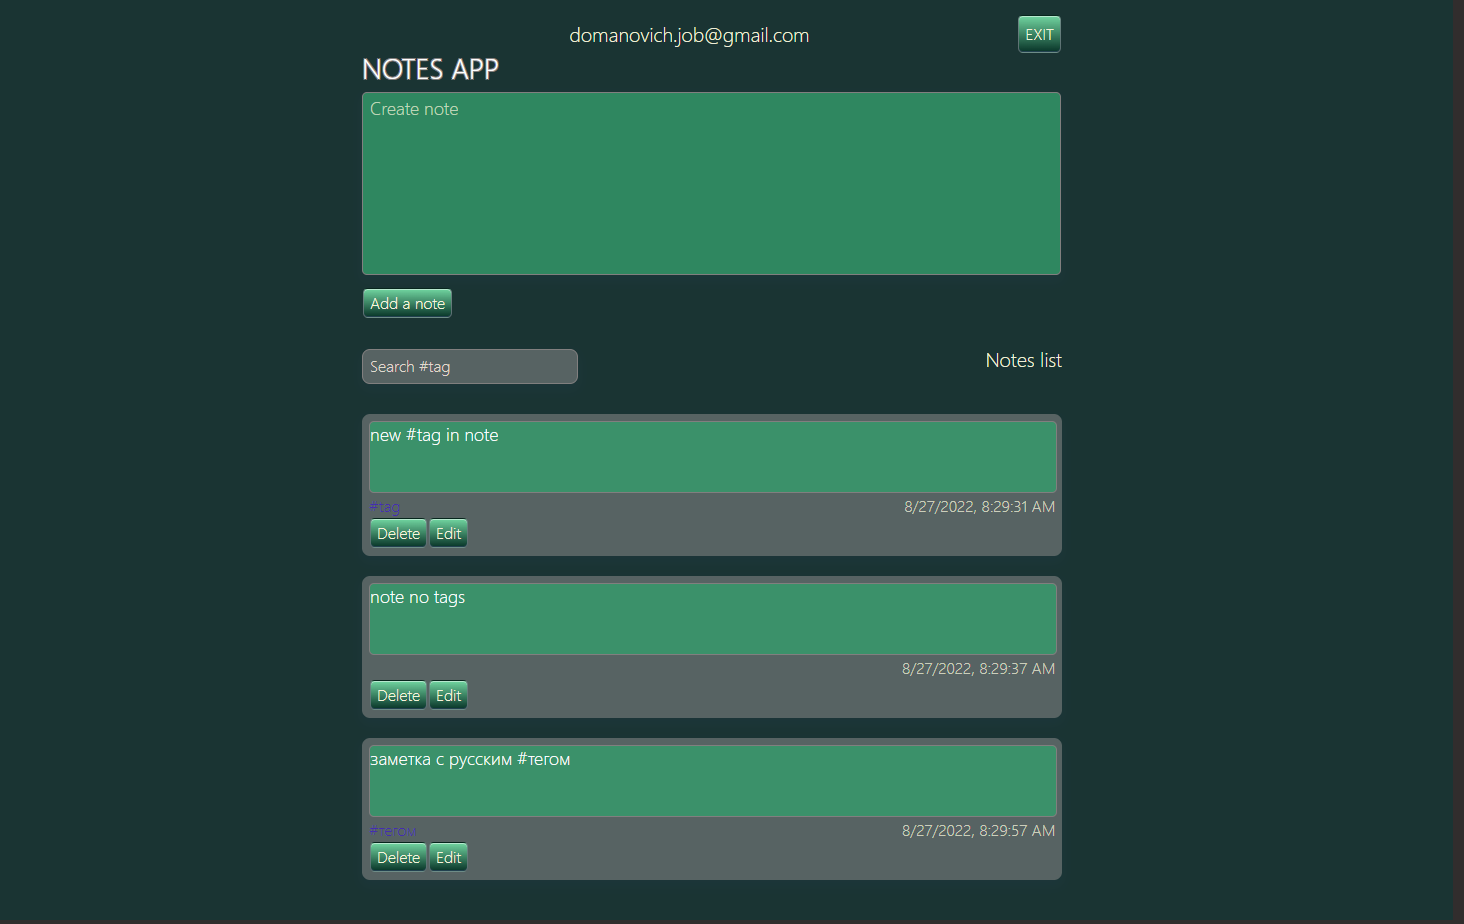 domanovich.job@gmail.com
EXIT
NOTES APP
Create note
Add a note
Search #tag
Notes list
new #tag in note
#tag
8/27/2022, 8:29:31 AM
Delete
Edit
note no tags
8/27/2022, 8:29:37 AM
Delete
Edit
заметка с русским #тегом
#тегом
8/27/2022, 8:29:57 AM
Delete
Edit